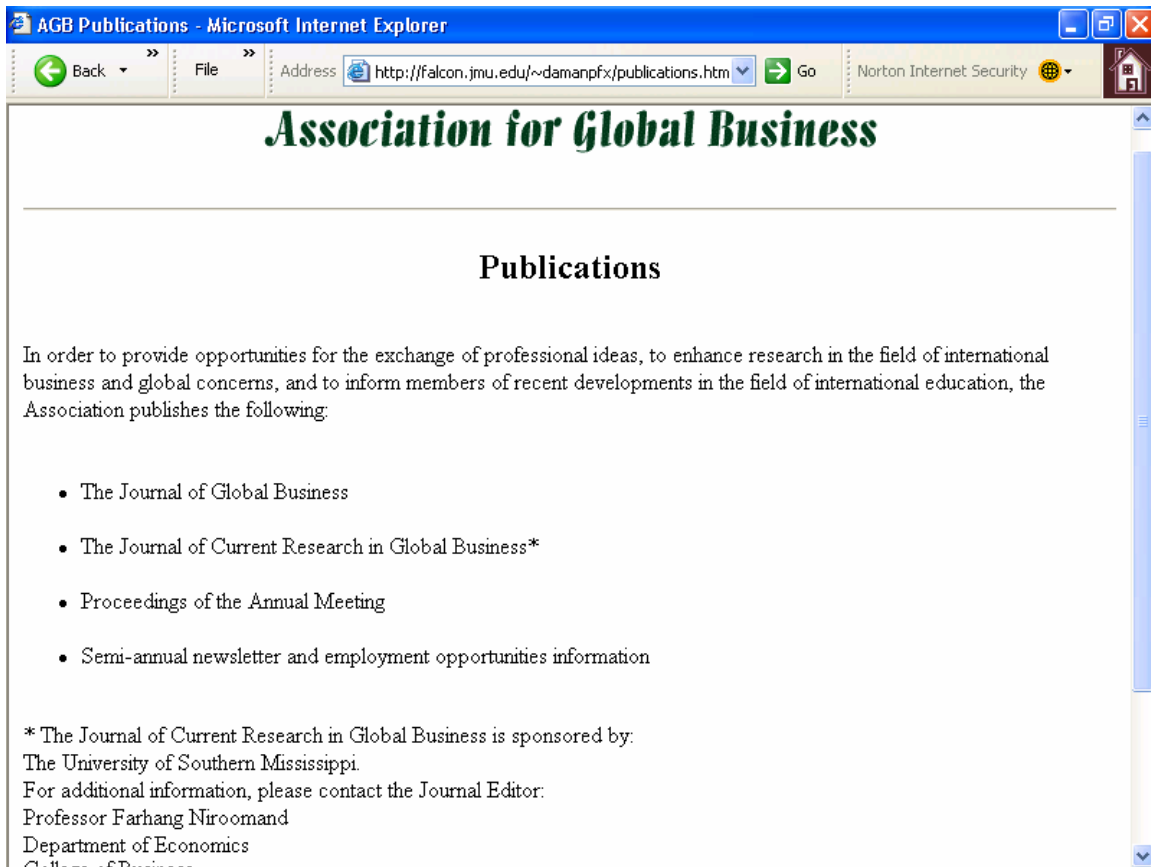 AGB Publications - Microsoft Internet Explorer
Back » File » Address http://falcon.jmu.edu/~damanpfx/publications.htm Go Norton Internet Security
Association for Global Business
Publications
In order to provide opportunities for the exchange of professional ideas, to enhance research in the field of international
business and global concerns, and to inform members of recent developments in the field of international education, the
Association publishes the following:
• The Journal of Global Business
• The Journal of Current Research in Global Business*
• Proceedings of the Annual Meeting
• Semi-annual newsletter and employment opportunities information
* The Journal of Current Research in Global Business is sponsored by:
The University of Southern Mississippi.
For additional information, please contact the Journal Editor:
Professor Farhang Niroomand
Department of Economics
College of Business